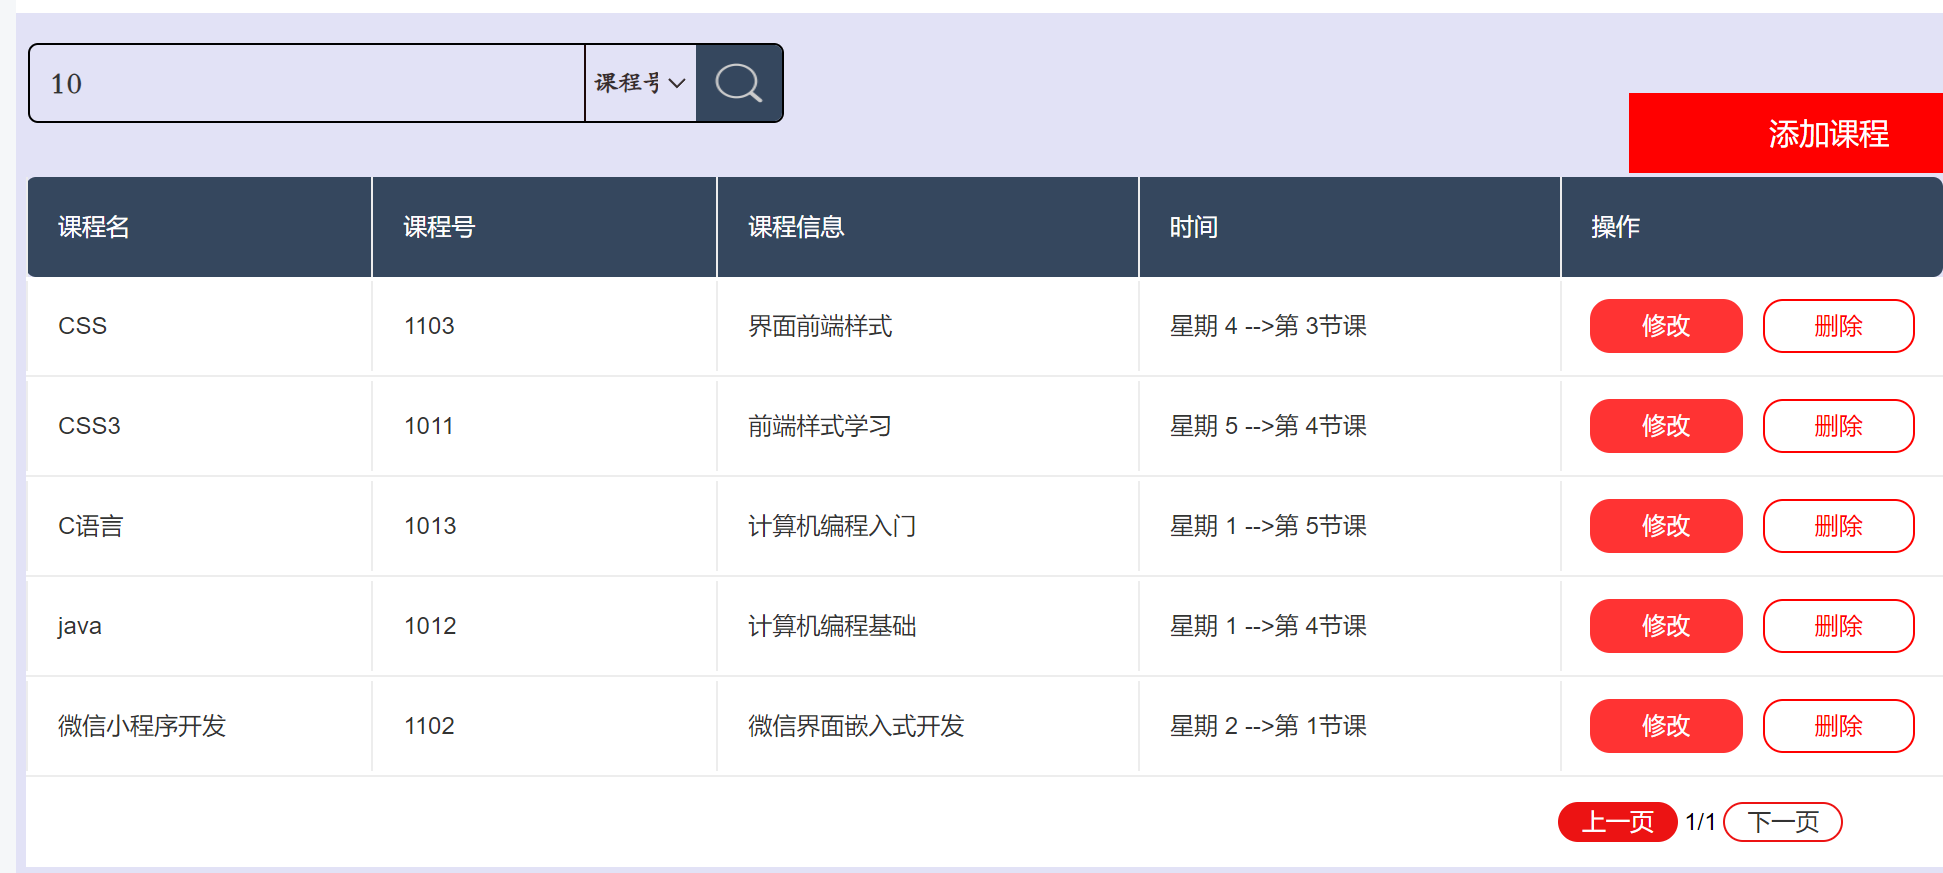 10 课程号
添加课程
课程名 课程号 课程信息 时间 操作
CSS 1103 界面前端样式 星期 4 -->第 3节课 修改 删除
CSS3 1011 前端样式学习 星期 5 -->第 4节课 修改 删除
C语言 1013 计算机编程入门 星期 1 -->第 5节课 修改 删除
java 1012 计算机编程基础 星期 1 -->第 4节课 修改 删除
微信小程序开发 1102 微信界面嵌入式开发 星期 2 -->第 1节课 修改 删除
上一页 1/1 下一页